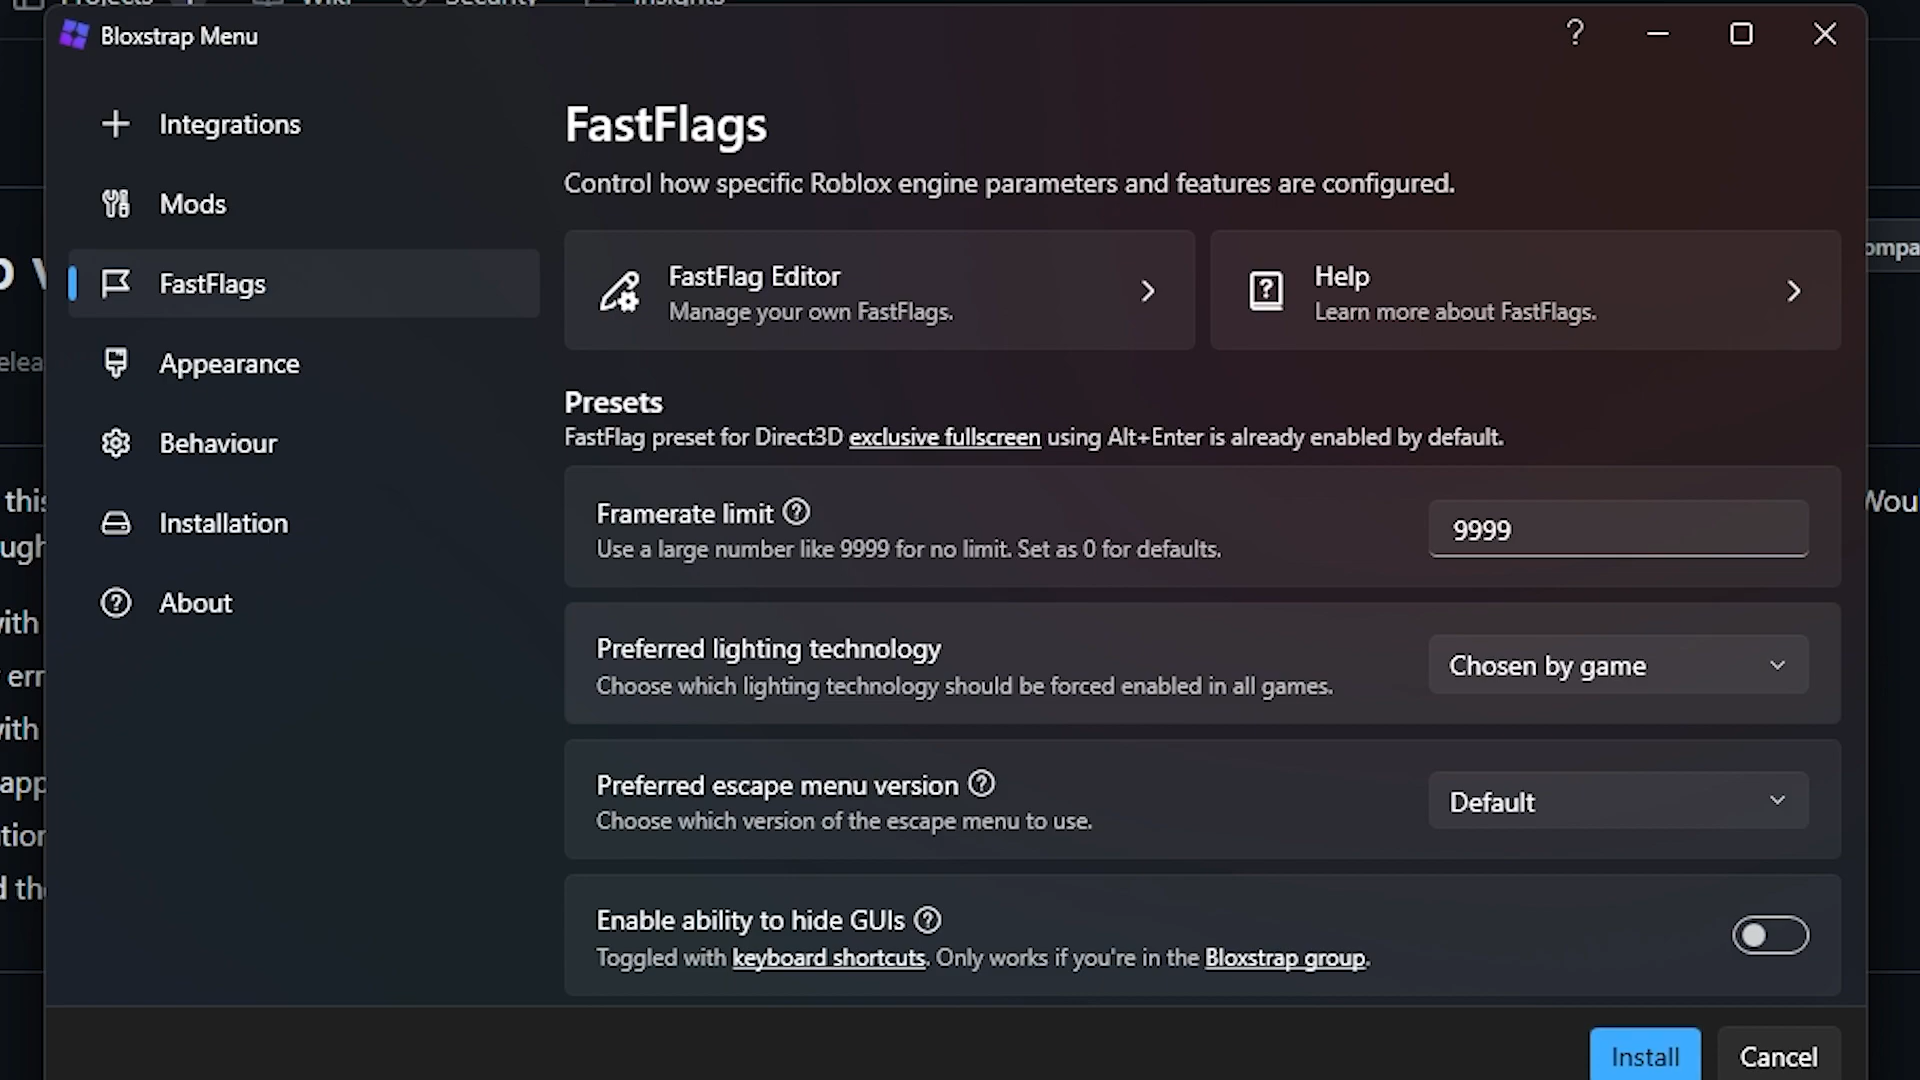 Projects
Wiki
Security
Insights
Bloxstrap Menu
Integrations
Mods
FastFlags
Appearance
Behaviour
Installation
About
FastFlags
Control how specific Roblox engine parameters and features are configured.
FastFlag Editor
Manage your own FastFlags.
Help
Learn more about FastFlags.
Presets
FastFlag preset for Direct3D exclusive fullscreen using Alt+Enter is already enabled by default.
Framerate limit
Use a large number like 9999 for no limit. Set as 0 for defaults.
9999
Preferred lighting technology
Choose which lighting technology should be forced enabled in all games.
Chosen by game
Preferred escape menu version
Choose which version of the escape menu to use.
Default
Enable ability to hide GUIs
Toggled with keyboard shortcuts. Only works if you're in the Bloxstrap group.
Install
Cancel